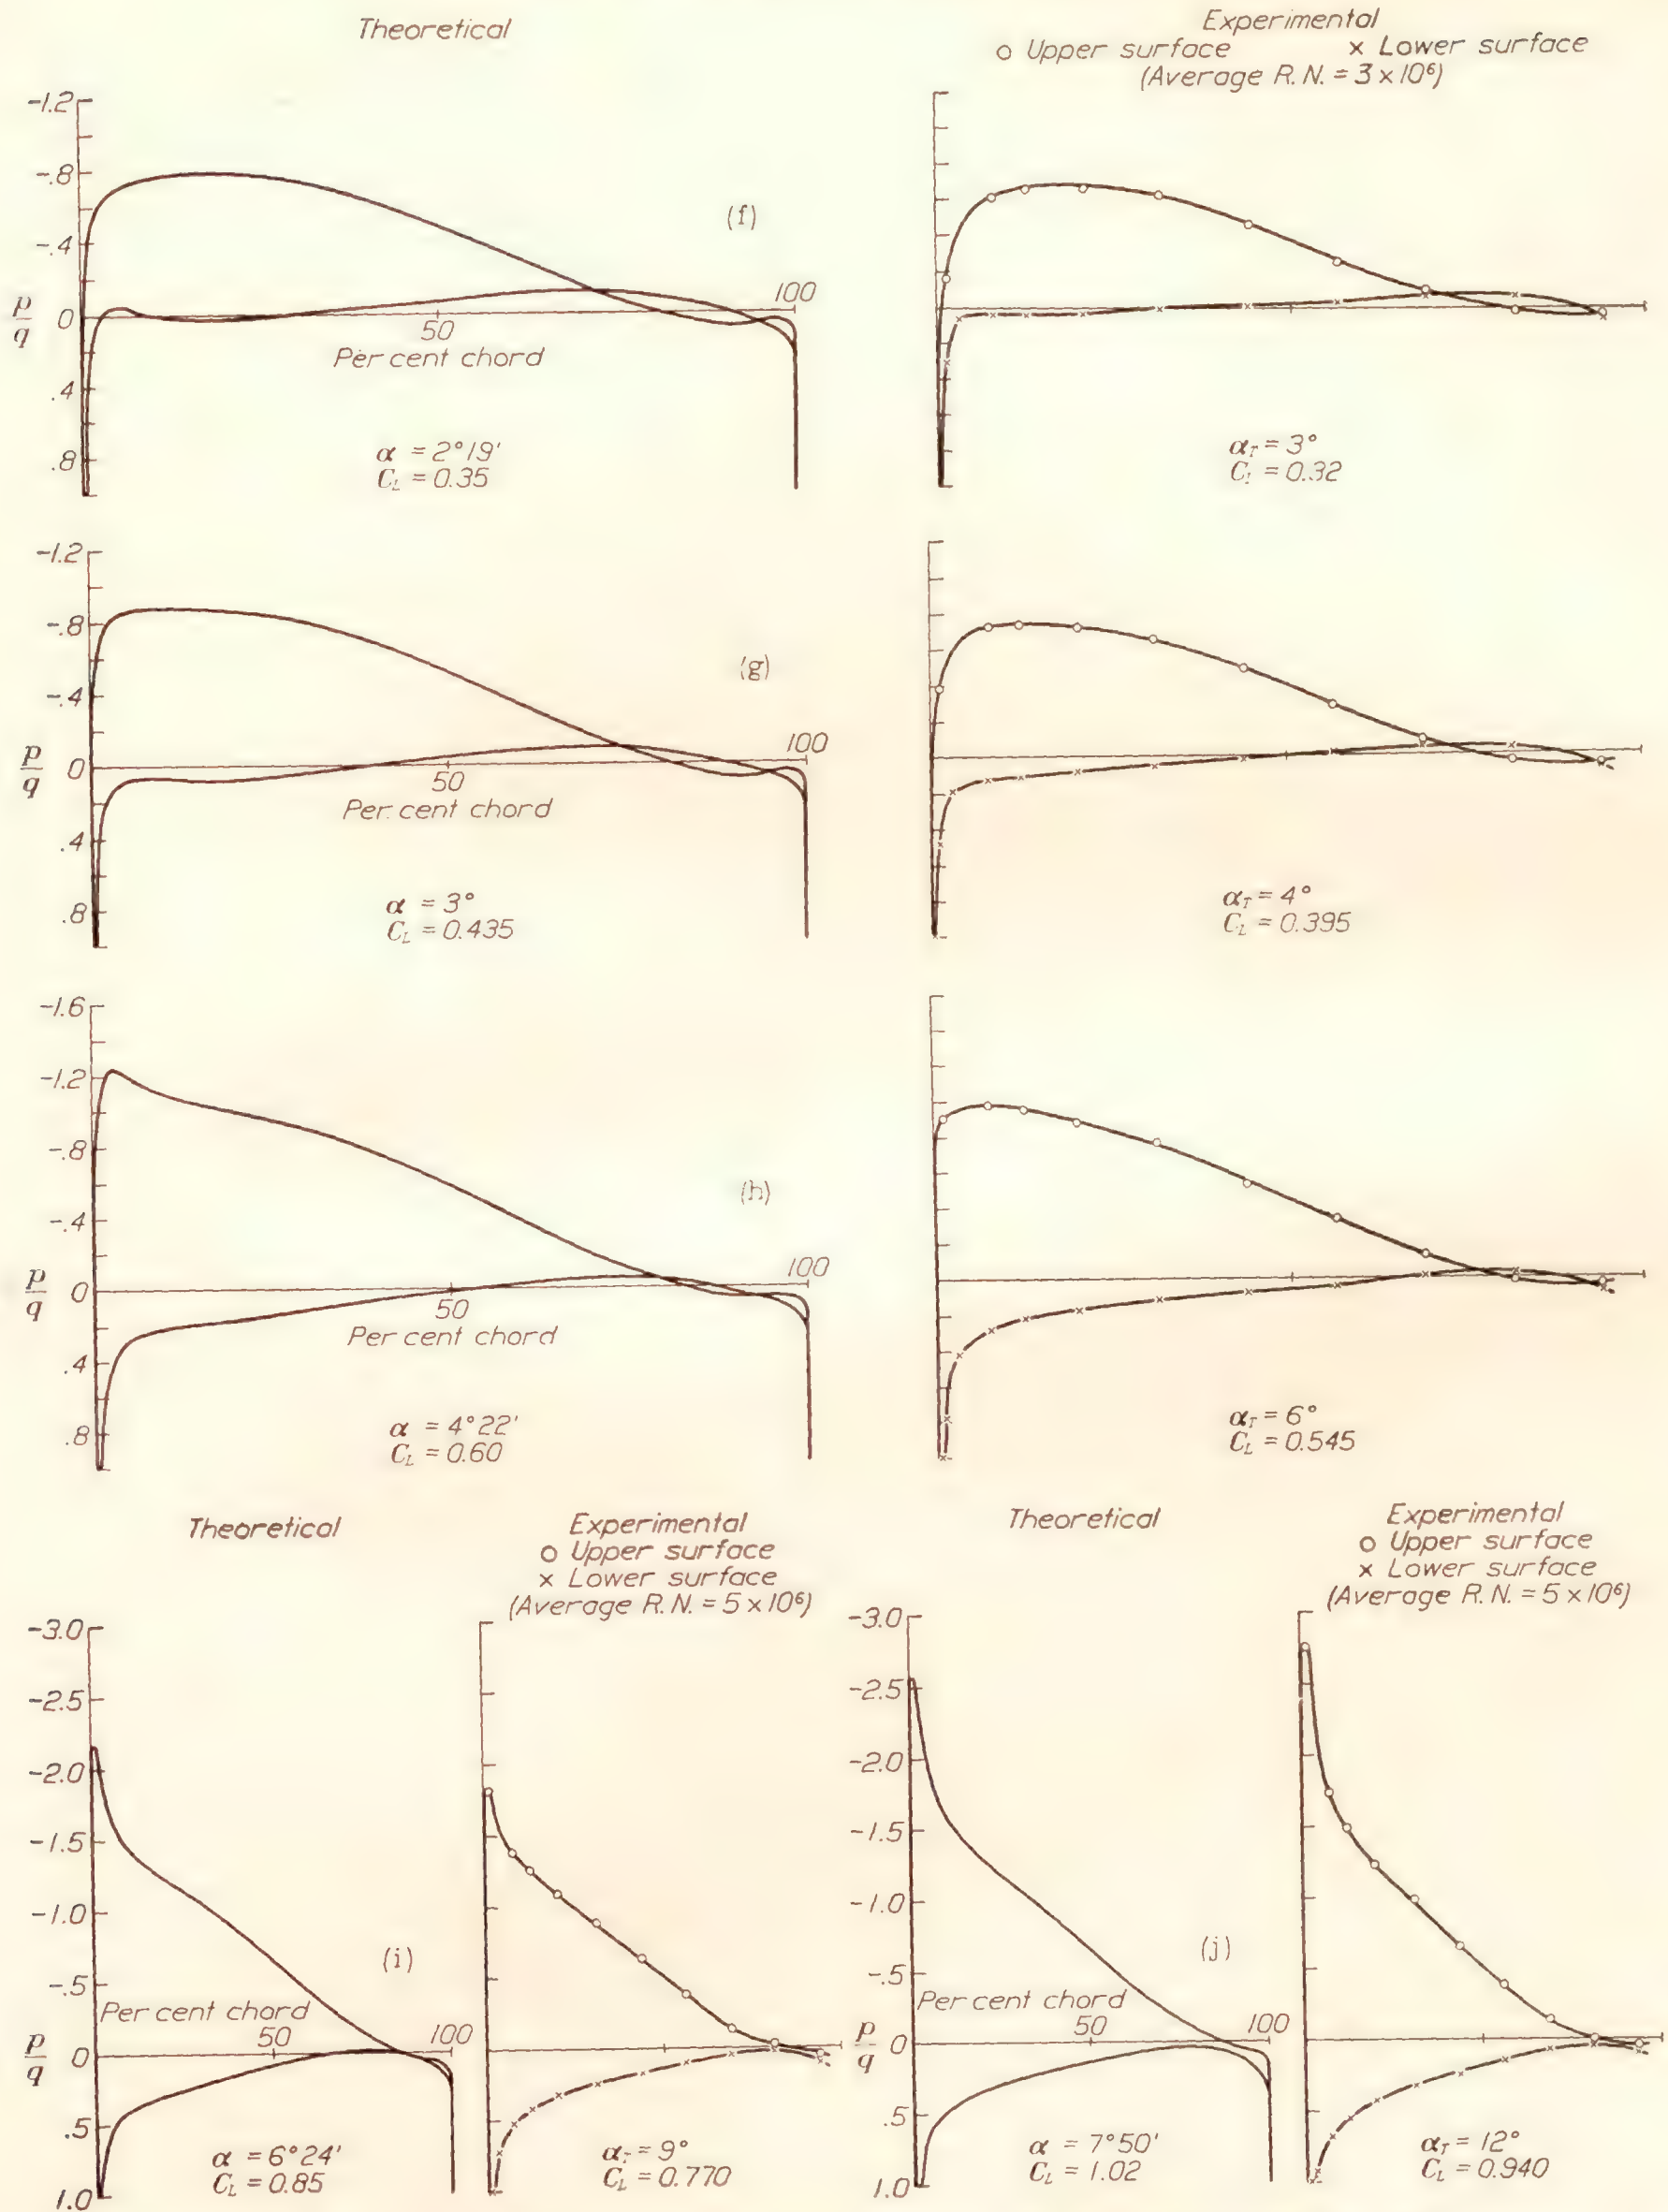 Theoretical
Experimental
o Upper surface x Lower surface
(Average R.N. = 3 x 10⁶)
-1.2
-.8
-.4
p/q 0
.4
.8
50
100
Per cent chord
(f)
α = 2°19'
C_L = 0.35
α_T = 3°
C_L = 0.32
-1.2
-.8
-.4
p/q 0
.4
.8
50
100
Per cent chord
(g)
α = 3°
C_L = 0.435
α_T = 4°
C_L = 0.395
-1.6
-1.2
-.8
-.4
p/q 0
.4
.8
50
100
Per cent chord
(h)
α = 4°22'
C_L = 0.60
α_T = 6°
C_L = 0.545
Theoretical
Experimental
o Upper surface
x Lower surface
(Average R.N. = 5 x 10⁶)
-3.0
-2.5
-2.0
-1.5
-1.0
-.5
p/q 0
.5
1.0
Per cent chord
50
100
(i)
α = 6°24'
C_L = 0.85
α_T = 9°
C_L = 0.770
Theoretical
Experimental
o Upper surface
x Lower surface
(Average R.N. = 5 x 10⁶)
-3.0
-2.5
-2.0
-1.5
-1.0
-.5
p/q 0
.5
1.0
Per cent chord
50
100
(j)
α = 7°50'
C_L = 1.02
α_T = 12°
C_L = 0.940